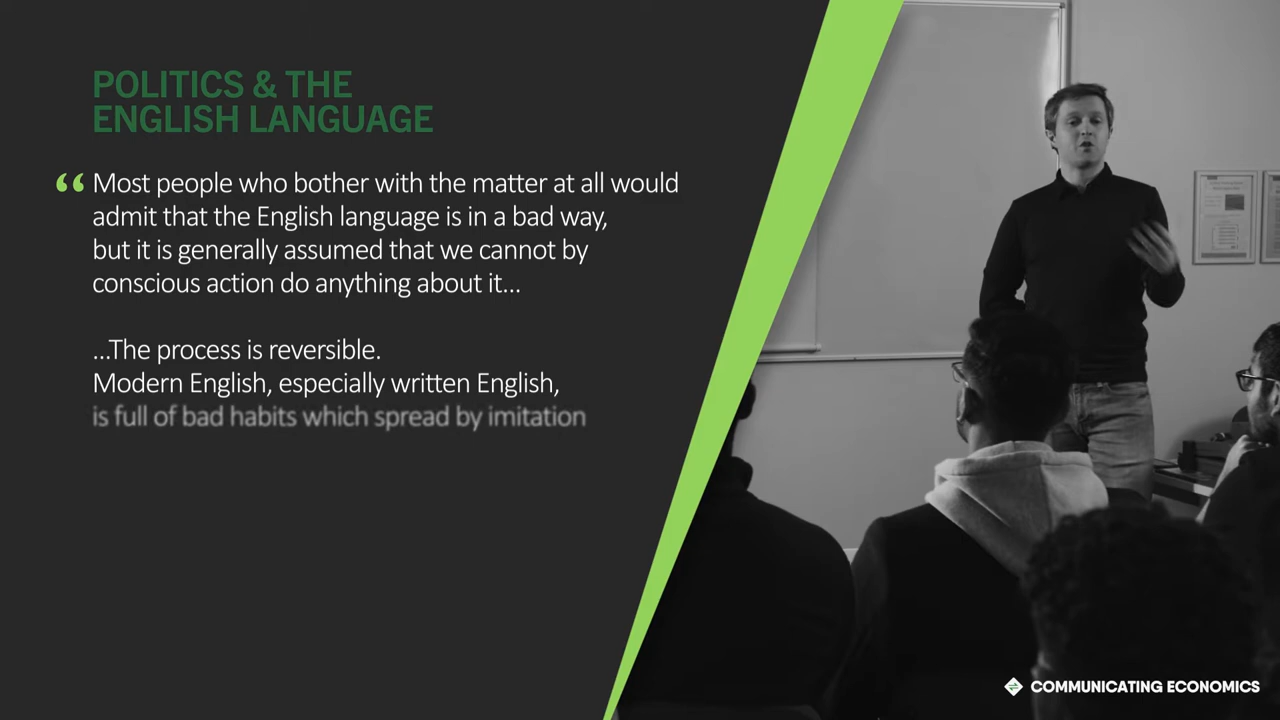 POLITICS & THE
ENGLISH LANGUAGE
“ Most people who bother with the matter at all would
admit that the English language is in a bad way,
but it is generally assumed that we cannot by
conscious action do anything about it...
...The process is reversible.
Modern English, especially written English,
is full of bad habits which spread by imitation
COMMUNICATING ECONOMICS